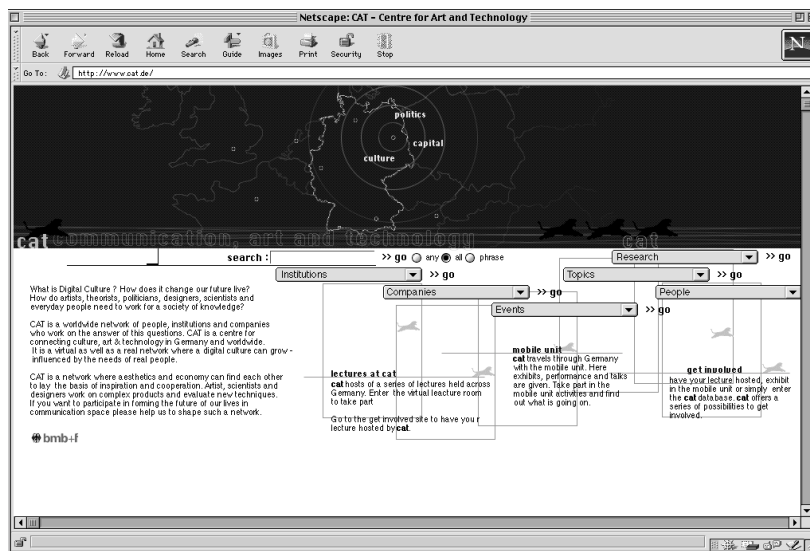 Netscape: CAT - Centre for Art and Technology
Back Forward Reload Home Search Guide Images Print Security Stop
N
Go To: http://www.cat.de/
politics
capital
culture
cat communication, art and technology cat
search : >> go any all phrase
Research >> go
Institutions >> go
Topics >> go
Companies >> go
People
Events >> go
What is Digital Culture ? How does it change our future live?
How do artists, theorists, politicians, designers, scientists and
everyday people need to work for a society of knowledge?
CAT is a worldwide network of people, institutions and companies
who work on the answer of this questions. CAT is a centre for
connecting culture, art & technology in Germany and worldwide.
It is a virtual as well as a real network where a digital culture can grow -
influenced by the needs of real people.
CAT is a network where aesthetics and economy can find each other
to lay the basis of inspiration and cooperation. Artist, scientists and
designers work on complex products and evaluate new techniques.
If you want to participate in forming the future of our lives in
communication space please help us to shape such a network.
bmb+f
lectures at cat
cat hosts of a series of lectures held across
Germany. Enter the virtual leacture room
to take part
Go to the get involved site to have your
lecture hosted by cat.
mobile unit
cat travels through Germany
with the mobile unit. Here
exhibits, performance and talks
are given. Take part in the
mobile unit activities and find
out what is going on.
get involved
have your lecture hosted, exhibit
in the mobile unit or simply enter
the cat database. cat offers a
series of possibilities to get
involved.